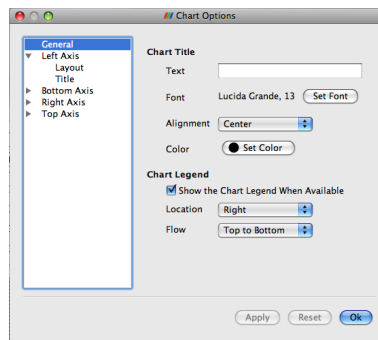 Chart Options
General
Left Axis
Layout
Title
Bottom Axis
Right Axis
Top Axis
Chart Title
Text
Font Lucida Grande, 13 Set Font
Alignment Center
Color Set Color
Chart Legend
Show the Chart Legend When Available
Location Right
Flow Top to Bottom
Apply Reset Ok